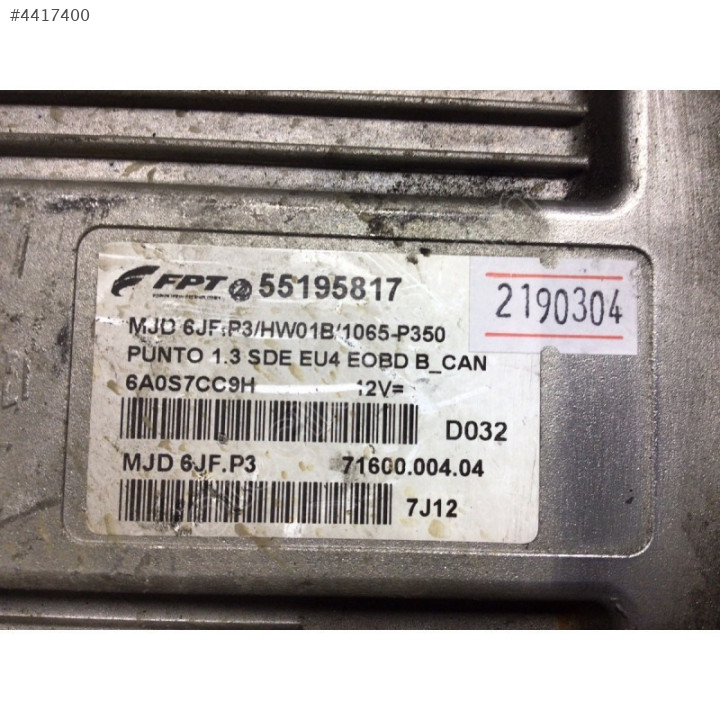 #4417400
FPT 55195817
2190304
MJD 6JF.P3/HW01B/1065-P350
PUNTO 1.3 SDE EU4 EOBD B_CAN
6A0S7CC9H 12V=
D032
MJD 6JF.P3 71600.004.04
7J12